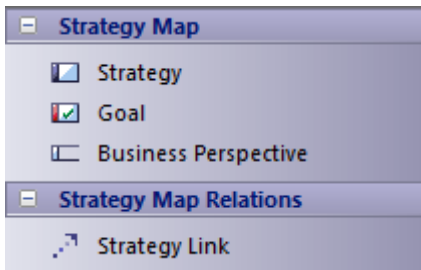 Strategy Map
Strategy
Goal
Business Perspective
Strategy Map Relations
Strategy Link